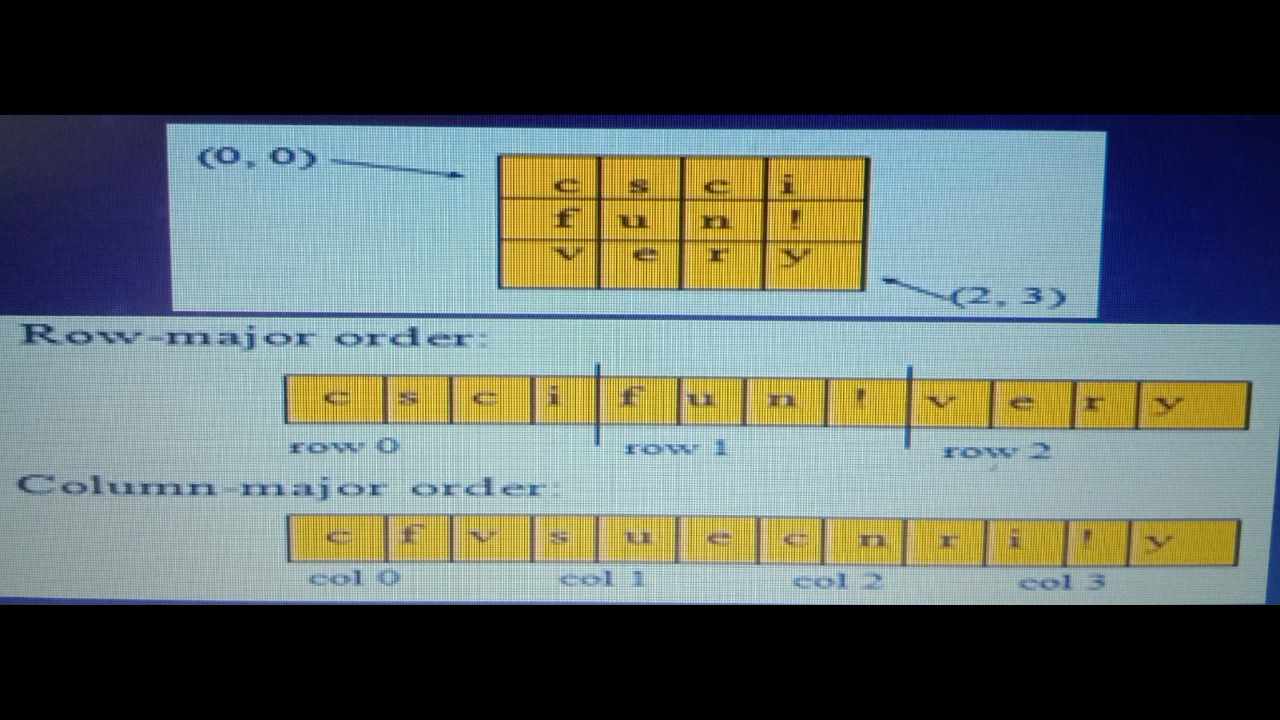 (0, 0)
c s c i
f u n !
v e r y
(2, 3)
Row-major order:
c s c i f u n ! v e r y
row 0 row 1 row 2
Column-major order:
c f v s u e c n r i ! y
col 0 col 1 col 2 col 3